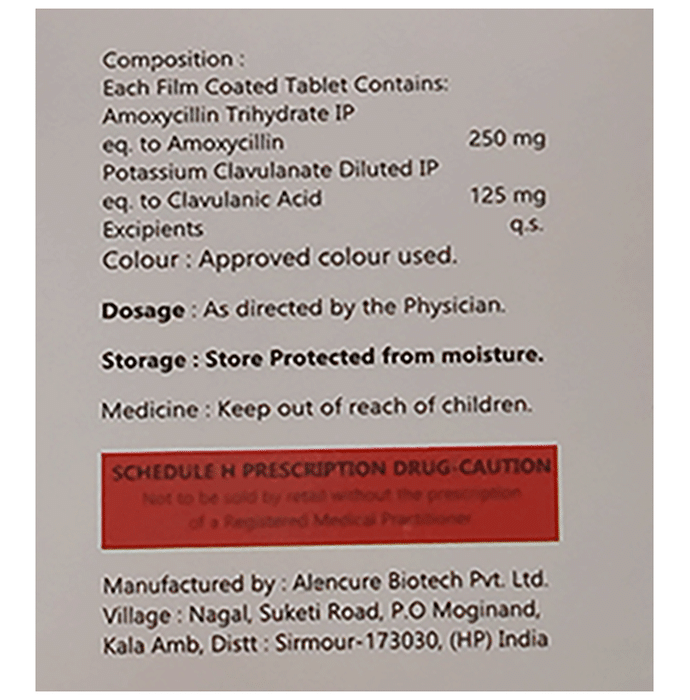 Composition :
Each Film Coated Tablet Contains:
Amoxycillin Trihydrate IP
eq. to Amoxycillin 250 mg
Potassium Clavulanate Diluted IP
eq. to Clavulanic Acid 125 mg
Excipients q.s.
Colour : Approved colour used.
Dosage : As directed by the Physician.
Storage : Store Protected from moisture.
Medicine : Keep out of reach of children.
SCHEDULE H PRESCRIPTION DRUG-CAUTION
Not to be sold by retail without the prescription
of a Registered Medical Practitioner
Manufactured by : Alencure Biotech Pvt. Ltd.
Village : Nagal, Suketi Road, P.O Moginand,
Kala Amb, Distt : Sirmour-173030, (HP) India